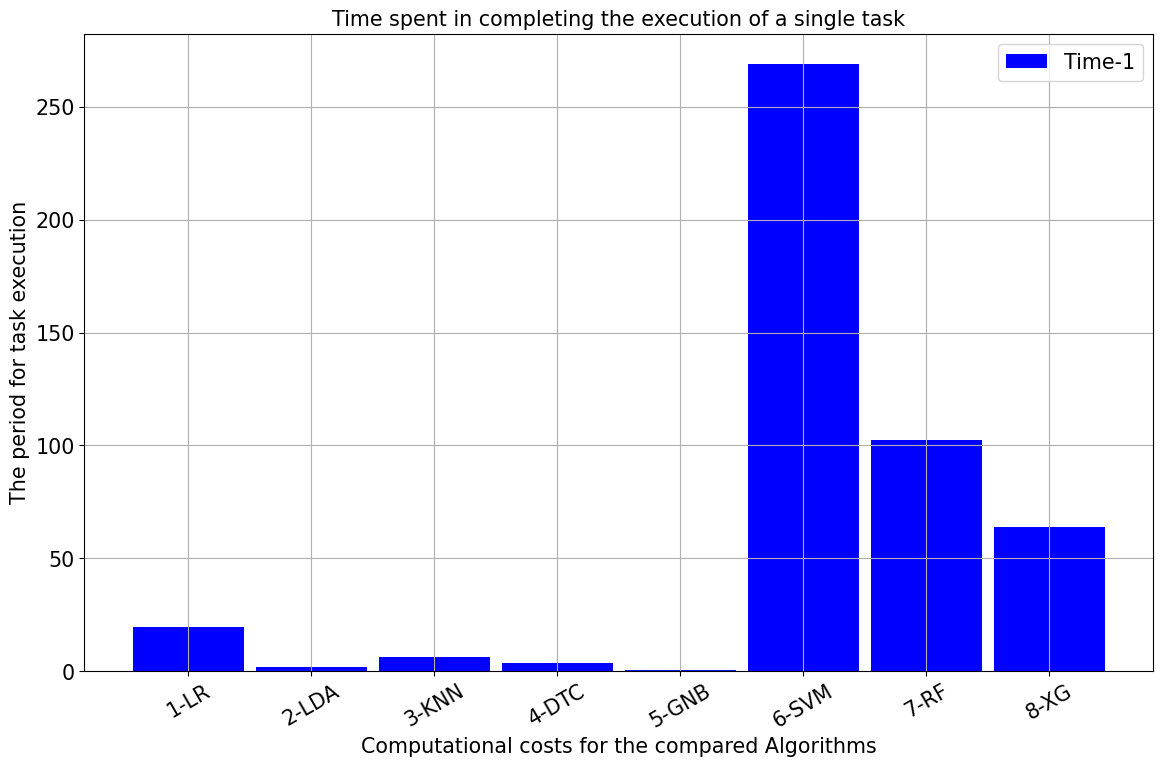 Time spent in completing the execution of a single task
Time-1
The period for task execution
250
200
150
100
50
0
1-LR
2-LDA
3-KNN
4-DTC
5-GNB
6-SVM
7-RF
8-XG
Computational costs for the compared Algorithms